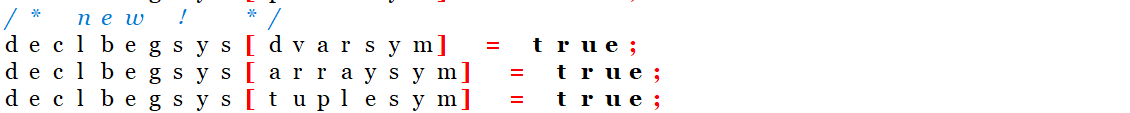 /* new ! */
declbegsys[dvarsym] = true;
declbegsys[arraysym] = true;
declbegsys[tuplesym] = true;